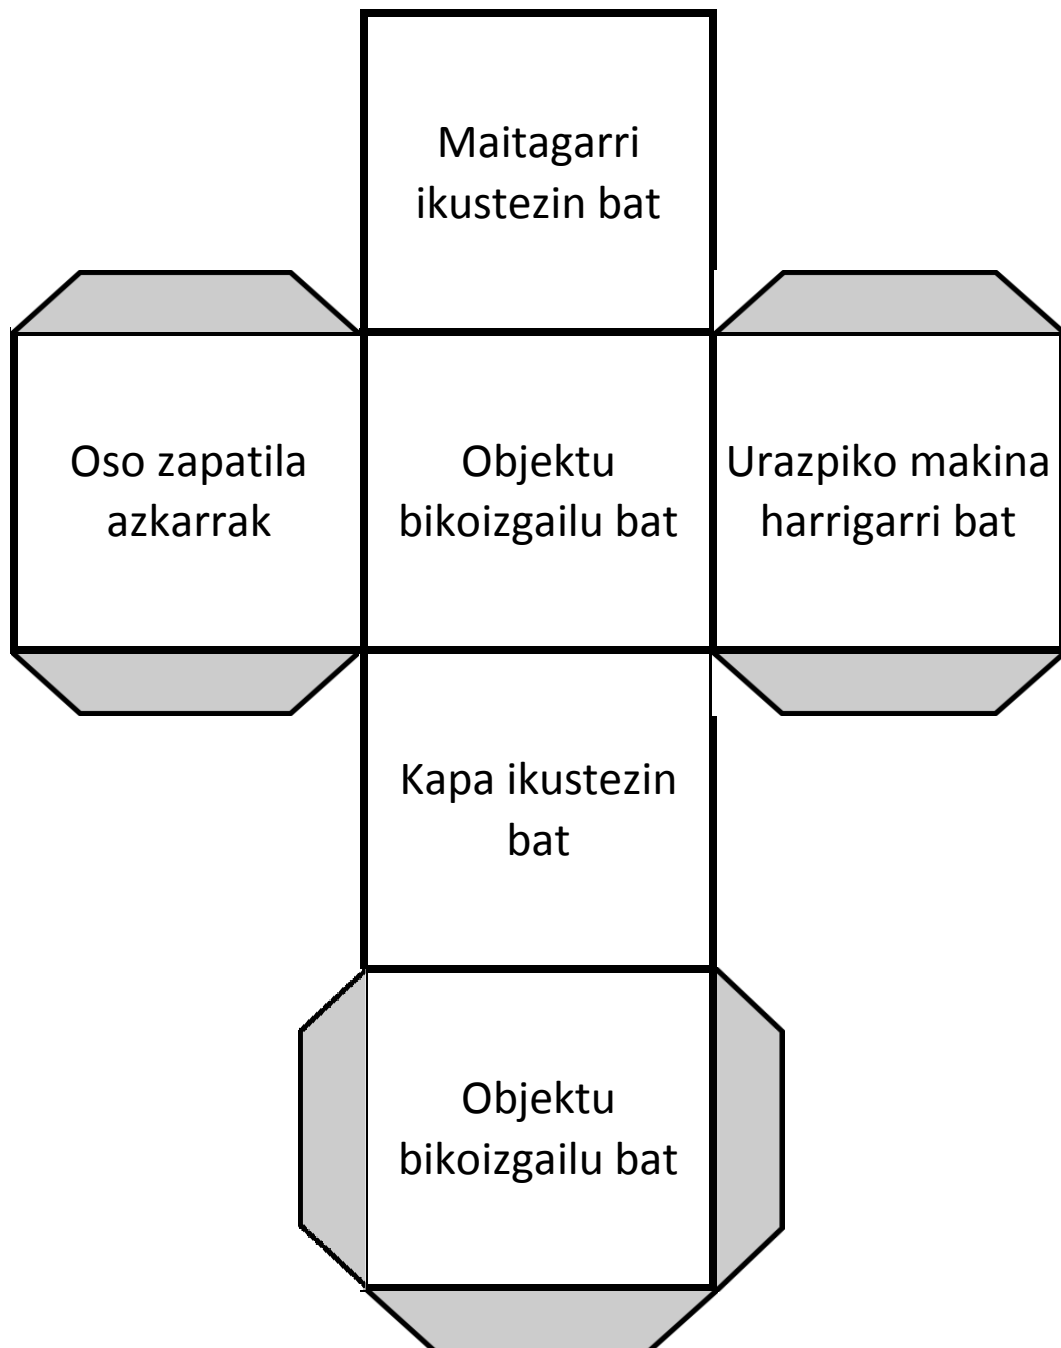 Maitagarri
ikustezin bat
Oso zapatila
azkarrak
Objektu
bikoizgailu bat
Urazpiko makina
harrigarri bat
Kapa ikustezin
bat
Objektu
bikoizgailu bat